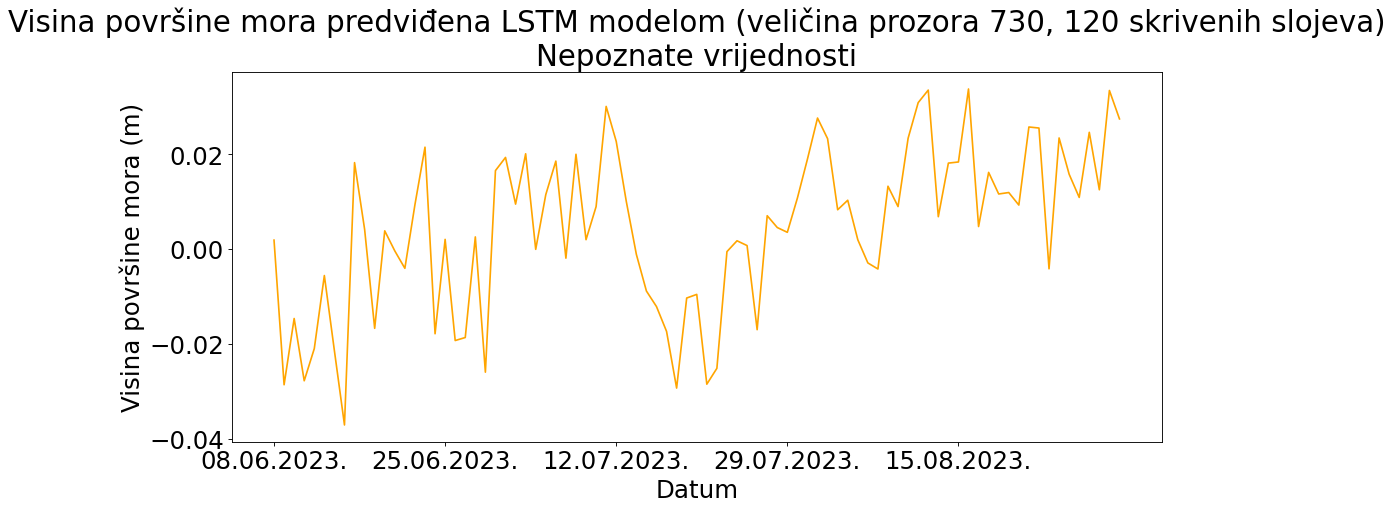 Visina površine mora predviđena LSTM modelom (veličina prozora 730, 120 skrivenih slojeva)
Nepoznate vrijednosti
Visina površine mora (m)
0.02
0.00
−0.02
−0.04
08.06.2023. 25.06.2023. 12.07.2023. 29.07.2023. 15.08.2023.
Datum